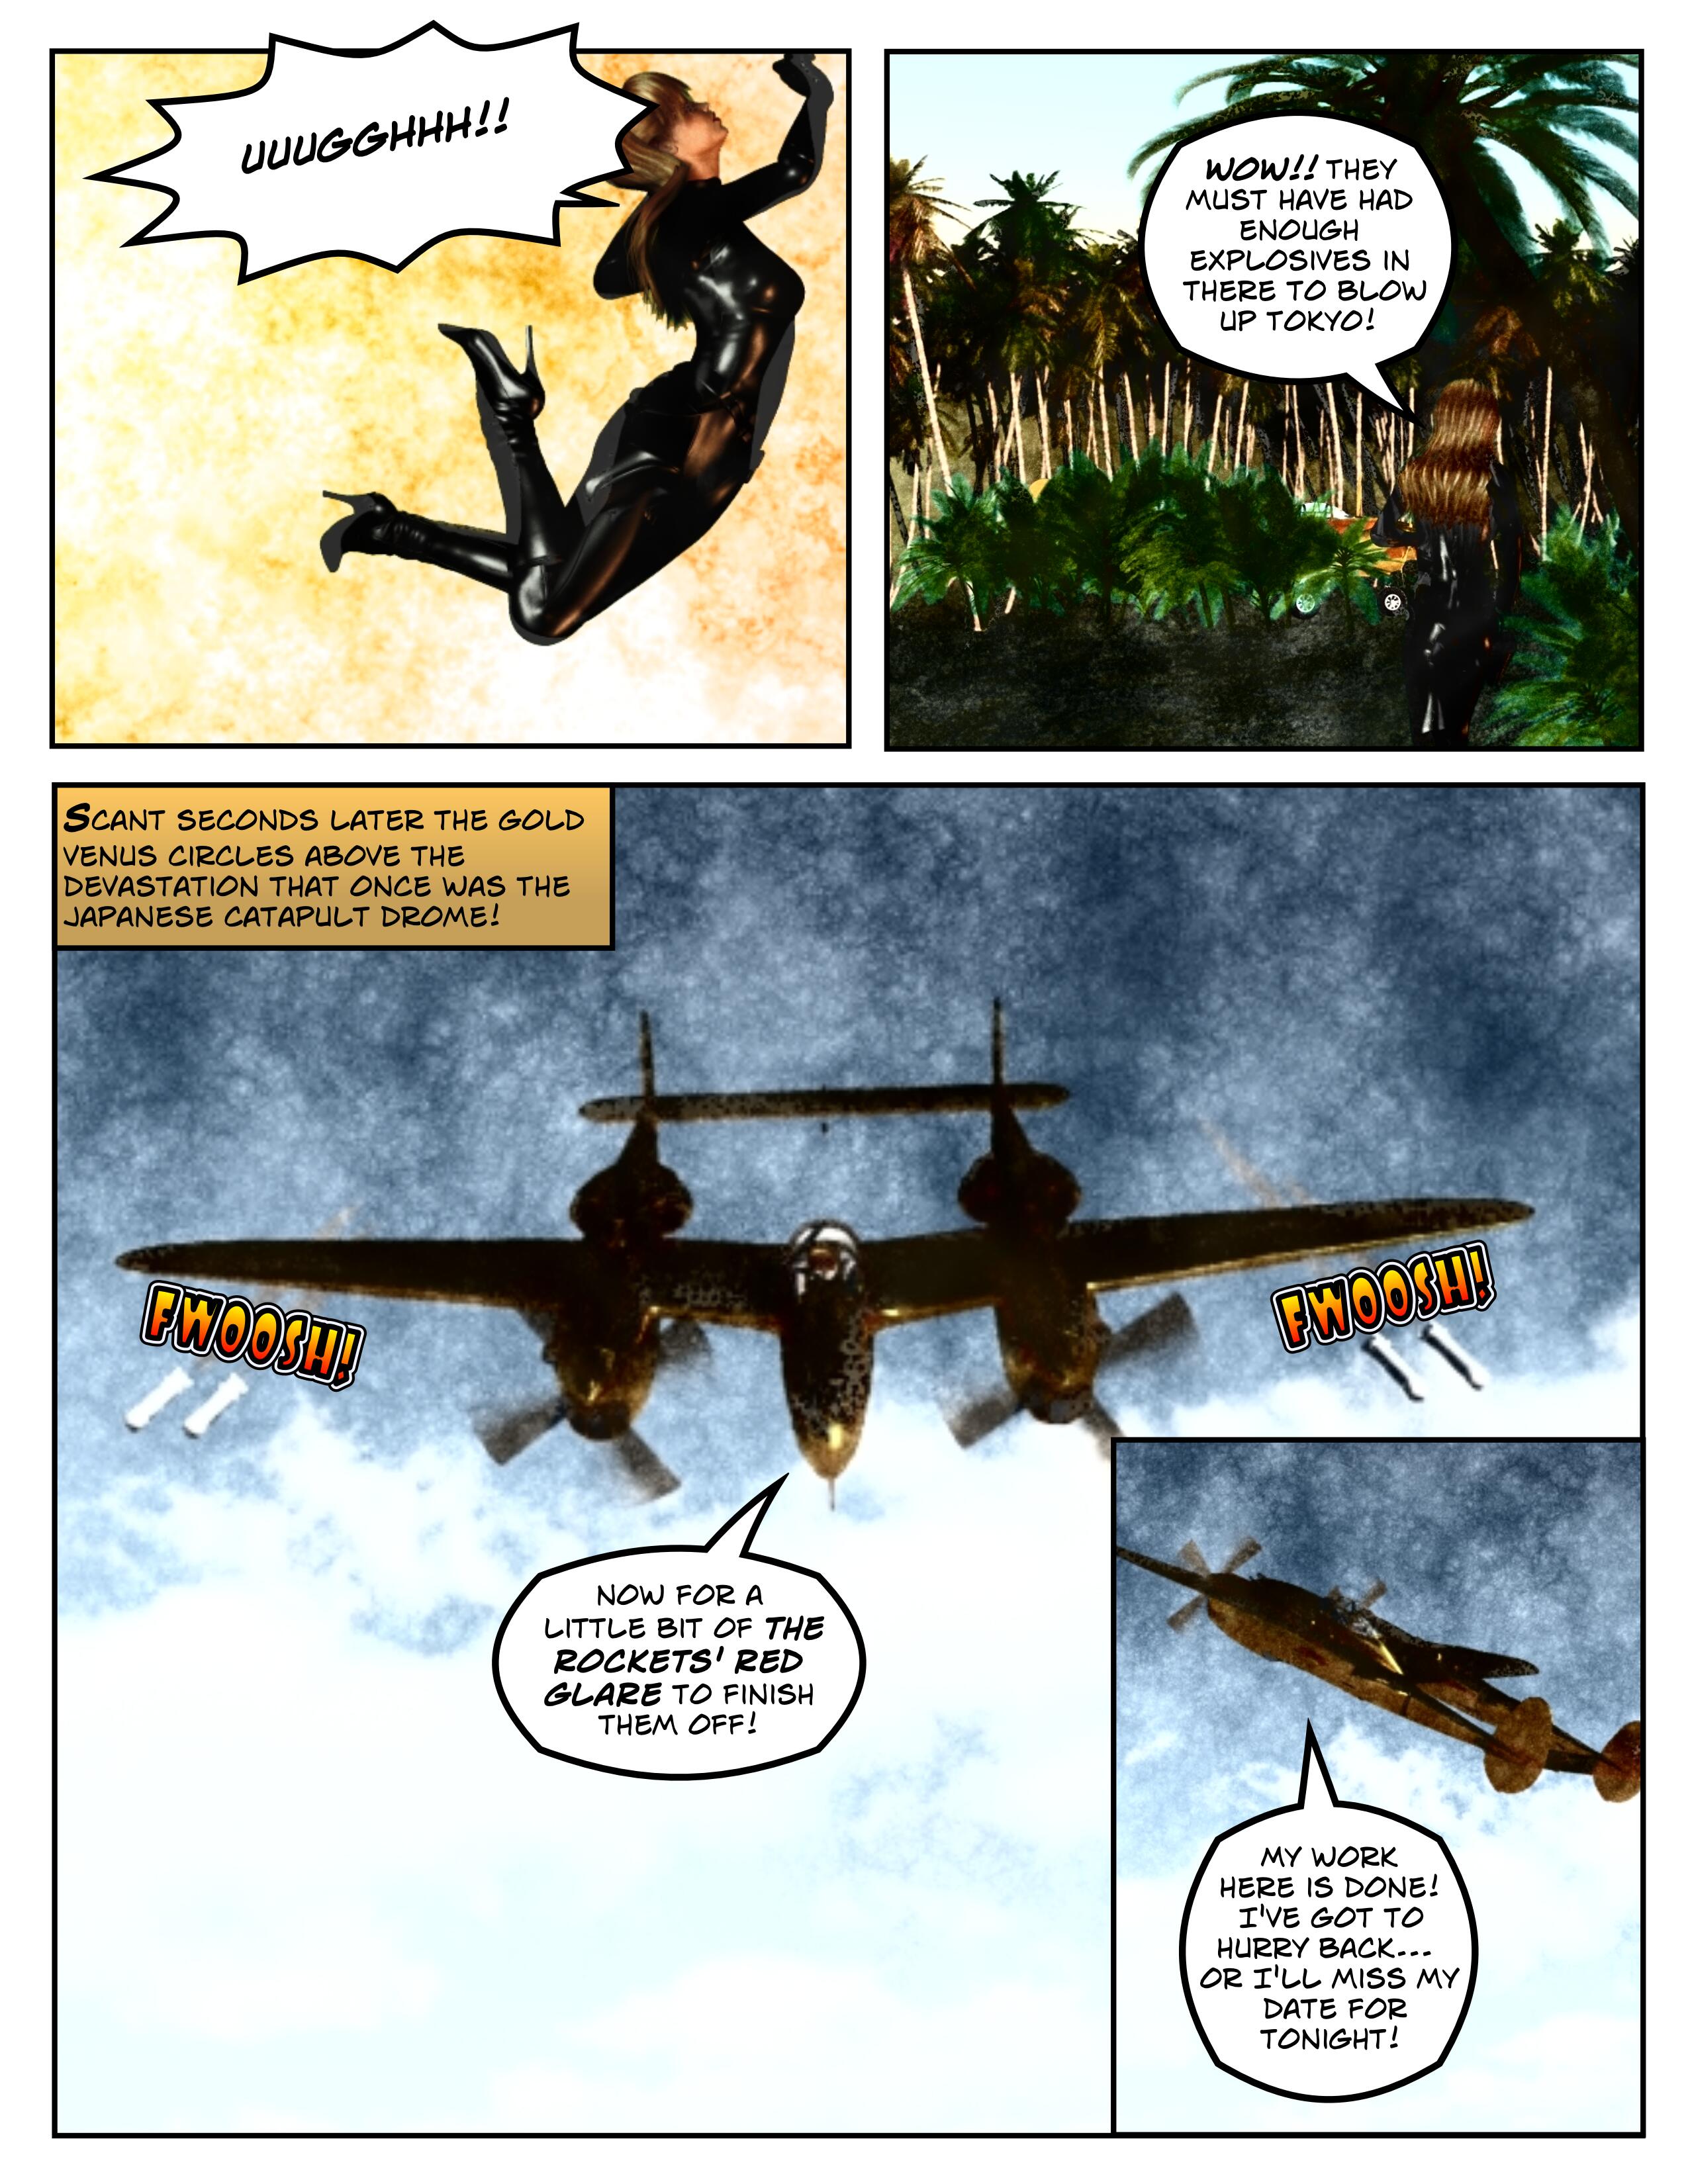 UUUGGHHH!!
WOW!! THEY
MUST HAVE HAD
ENOUGH
EXPLOSIVES IN
THERE TO BLOW
UP TOKYO!
SCANT SECONDS LATER THE GOLD
VENUS CIRCLES ABOVE THE
DEVASTATION THAT ONCE WAS THE
JAPANESE CATAPULT DROME!
FWOOSH!
FWOOSH!
NOW FOR A
LITTLE BIT OF THE
ROCKETS' RED
GLARE TO FINISH
THEM OFF!
MY WORK
HERE IS DONE!
I'VE GOT TO
HURRY BACK...
OR I'LL MISS MY
DATE FOR
TONIGHT!